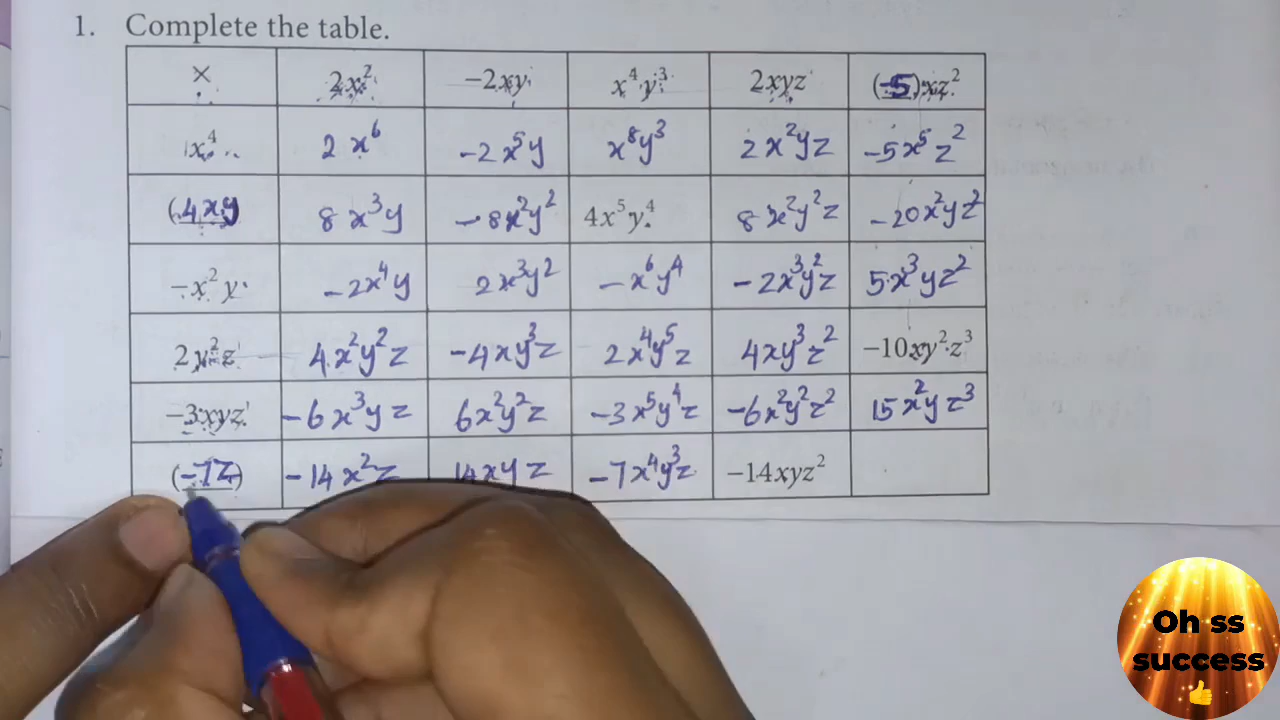 1. Complete the table.
× 2x² −2xy x⁴y³ 2xyz (−5)xz²
x⁴ 2x⁶ −2x⁵y x⁸y³ 2x²yz −5x⁵z²
(4xy 8x³y −8x²y² 4x⁵y⁴ 8x²y²z −20x²yz²
−x²y −2x⁴y 2x³y² −x⁶y⁴ −2x³y²z 5x³yz²
2y²z 4x²y²z −4xy³z 2x⁴y⁵z 4xy³z² −10xy²z³
−3xyz −6x³yz 6x²y²z −3x⁵y⁴z −6x²y²z² 15x²yz³
(−7z) −14x²z 14xyz −7x⁴y³z −14xyz²
Oh ss
success